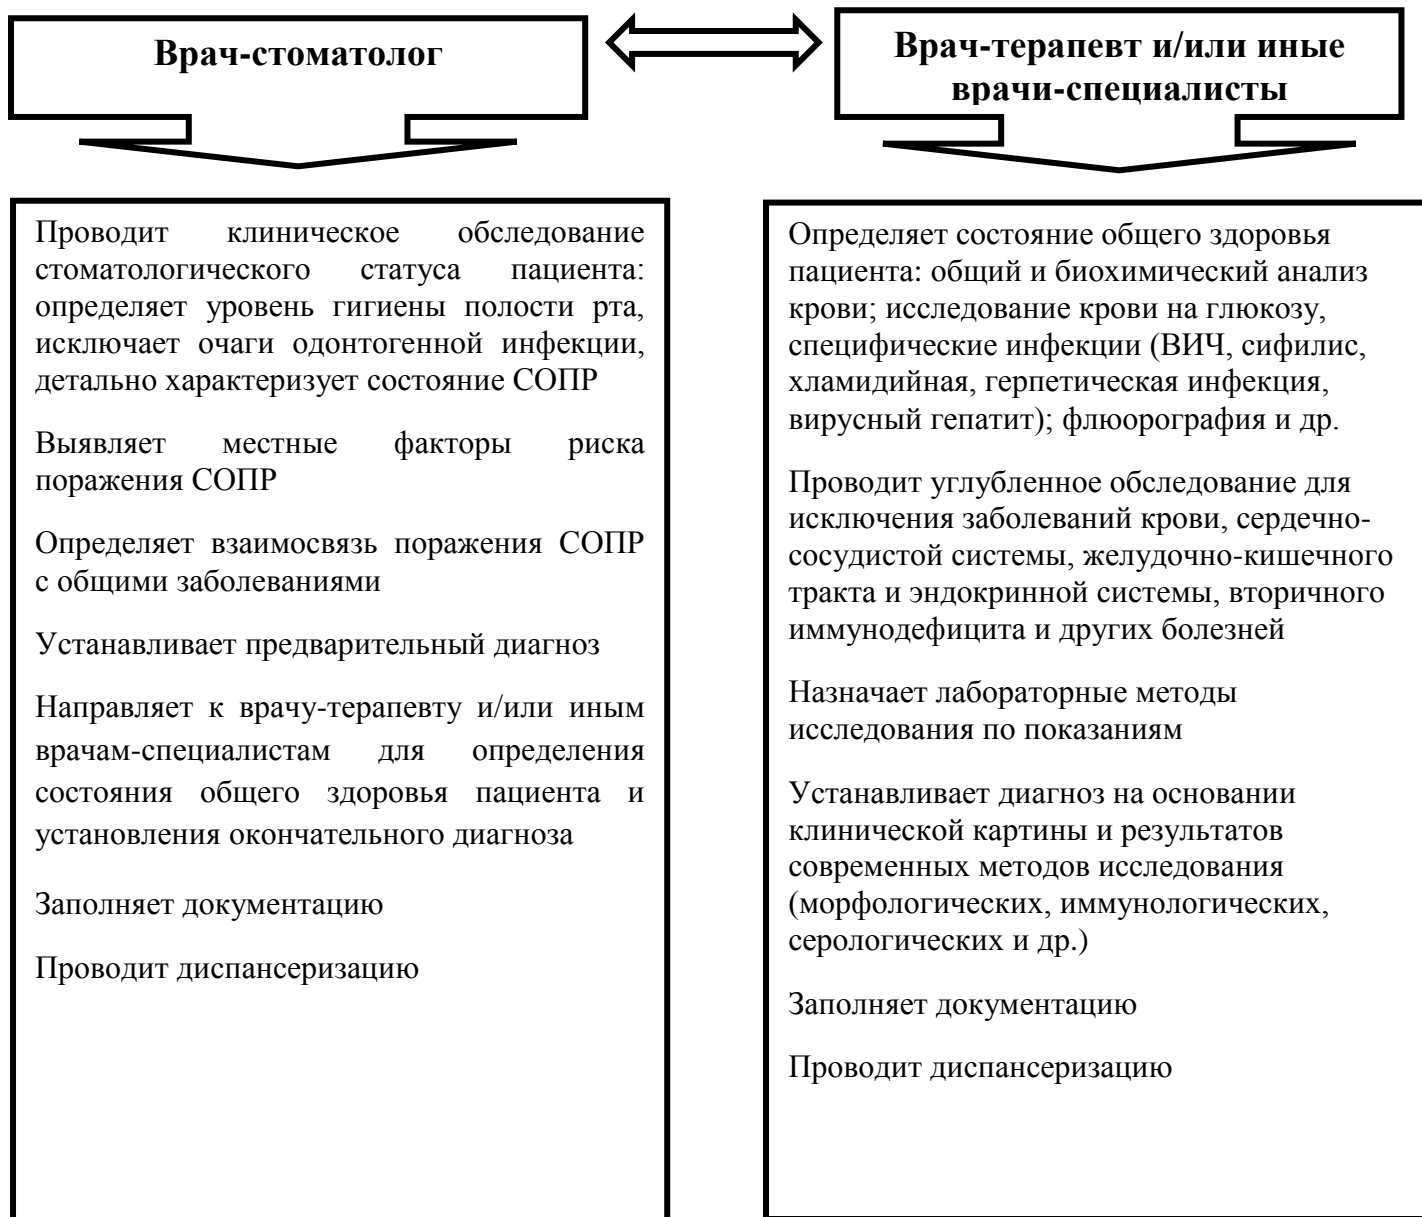 Врач-стоматолог
Врач-терапевт и/или иные
врачи-специалисты
Проводит клиническое обследование
стоматологического статуса пациента:
определяет уровень гигиены полости рта,
исключает очаги одонтогенной инфекции,
детально характеризует состояние СОПР
Выявляет местные факторы риска
поражения СОПР
Определяет взаимосвязь поражения СОПР
с общими заболеваниями
Устанавливает предварительный диагноз
Направляет к врачу-терапевту и/или иным
врачам-специалистам для определения
состояния общего здоровья пациента и
установления окончательного диагноза
Заполняет документацию
Проводит диспансеризацию
Определяет состояние общего здоровья
пациента: общий и биохимический анализ
крови; исследование крови на глюкозу,
специфические инфекции (ВИЧ, сифилис,
хламидийная, герпетическая инфекция,
вирусный гепатит); флюорография и др.
Проводит углубленное обследование для
исключения заболеваний крови, сердечно-
сосудистой системы, желудочно-кишечного
тракта и эндокринной системы, вторичного
иммунодефицита и других болезней
Назначает лабораторные методы
исследования по показаниям
Устанавливает диагноз на основании
клинической картины и результатов
современных методов исследования
(морфологических, иммунологических,
серологических и др.)
Заполняет документацию
Проводит диспансеризацию